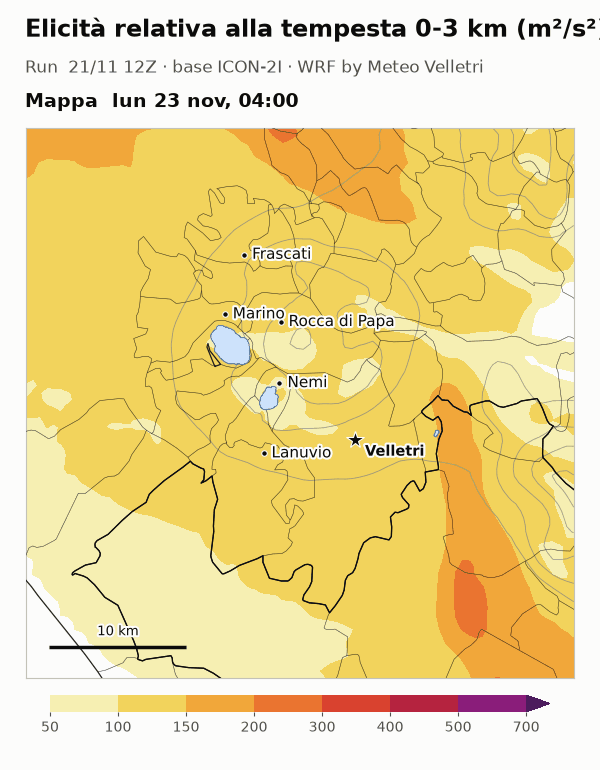 Elicità relativa alla tempesta 0-3 km (m²/s²)
Run  21/11 12Z · base ICON-2I · WRF by Meteo Velletri
Mappa  lun 23 nov, 04:00
Frascati
Marino
Rocca di Papa
Nemi
Velletri
Lanuvio
10 km
50 100 150 200 300 400 500 700